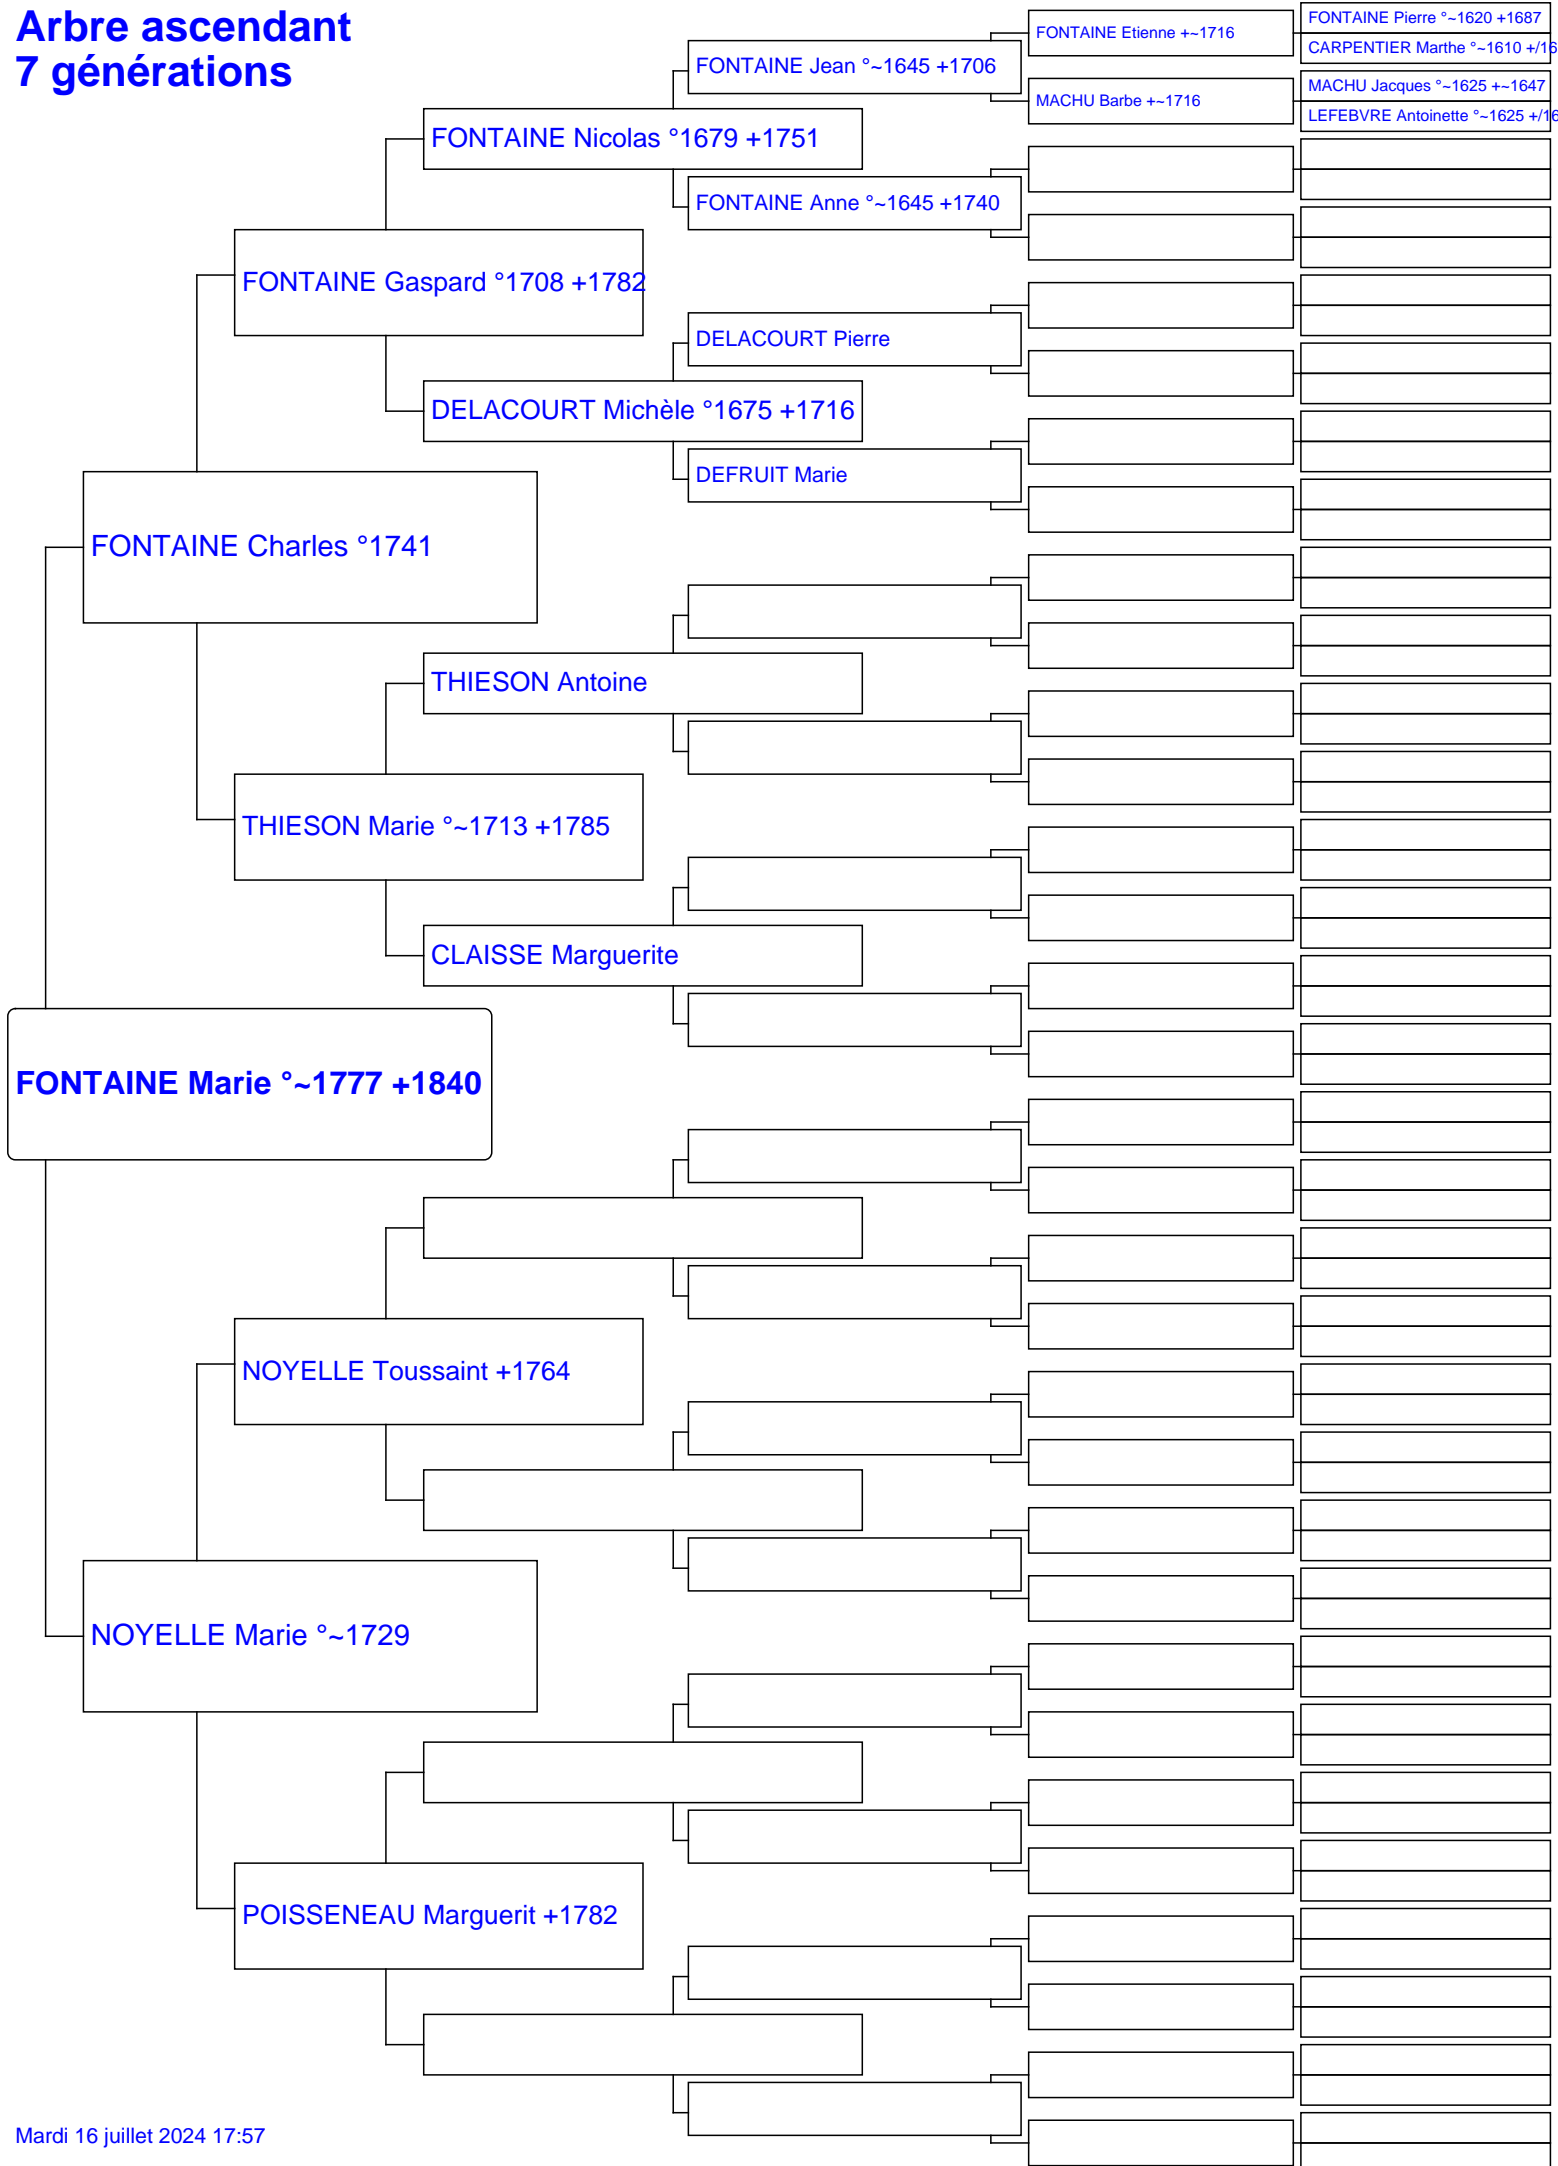 Arbre ascendant
7 générations
FONTAINE Pierre °~1620 +1687
FONTAINE Etienne +~1716
CARPENTIER Marthe °~1610 +/16
FONTAINE Jean °~1645 +1706
MACHU Jacques °~1625 +~1647
MACHU Barbe +~1716
LEFEBVRE Antoinette °~1625 +/16
FONTAINE Nicolas °1679 +1751
FONTAINE Anne °~1645 +1740
FONTAINE Gaspard °1708 +1782
DELACOURT Pierre
DELACOURT Michèle °1675 +1716
DEFRUIT Marie
FONTAINE Charles °1741
THIESON Antoine
THIESON Marie °~1713 +1785
CLAISSE Marguerite
FONTAINE Marie °~1777 +1840
NOYELLE Toussaint +1764
NOYELLE Marie °~1729
POISSENEAU Marguerit +1782
Mardi 16 juillet 2024 17:57